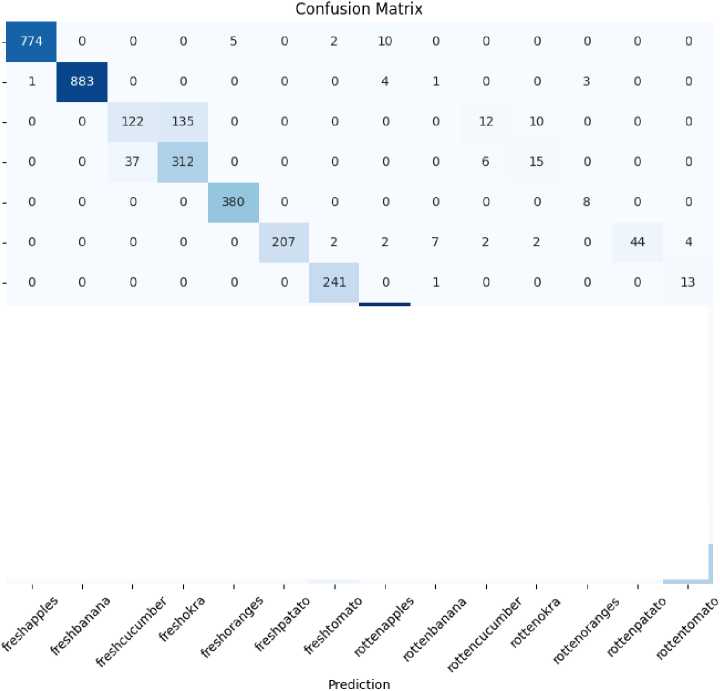 Confusion Matrix
774 0 0 0 5 0 2 10 0 0 0 0 0 0
1 883 0 0 0 0 0 4 1 0 0 3 0 0
0 0 122 135 0 0 0 0 0 12 10 0 0 0
0 0 37 312 0 0 0 0 0 6 15 0 0 0
0 0 0 0 380 0 0 0 0 0 0 8 0 0
0 0 0 0 0 207 2 2 7 2 2 0 44 4
0 0 0 0 0 0 241 0 1 0 0 0 0 13
freshapples freshbanana freshcucumber freshokra freshoranges freshpatato freshtomato rottenapples rottenbanana rottencucumber rottenokra rottenoranges rottenpatato rottentomato
Prediction